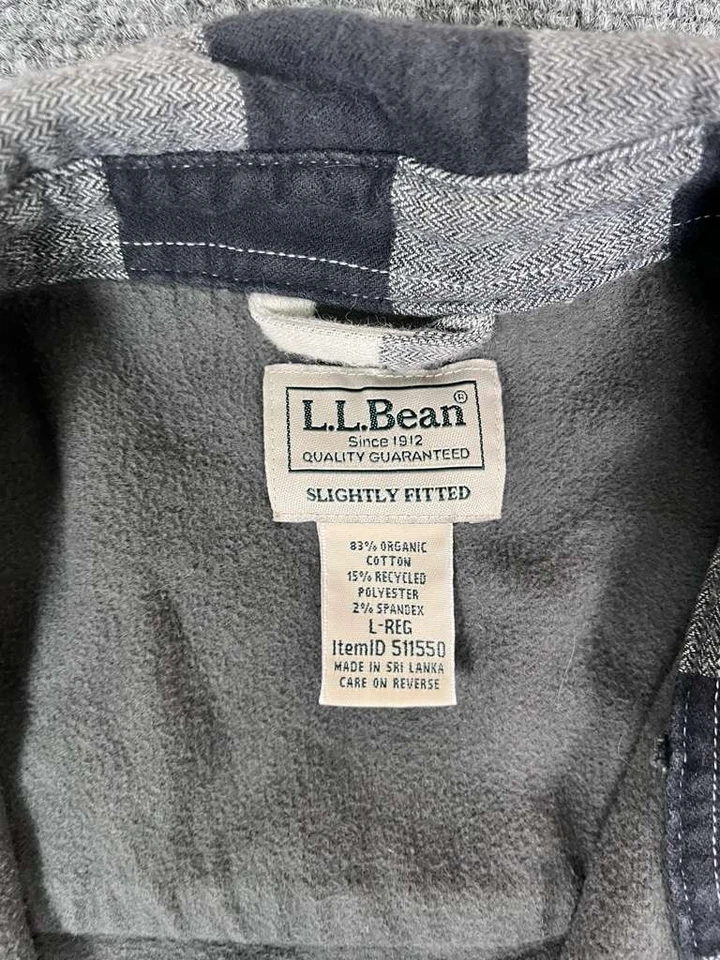 L.L.Bean®
Since 1912
QUALITY GUARANTEED
SLIGHTLY FITTED
83% ORGANIC
COTTON
15% RECYCLED
POLYESTER
2% SPANDEX
L-REG
ItemID 511550
MADE IN SRI LANKA
CARE ON REVERSE